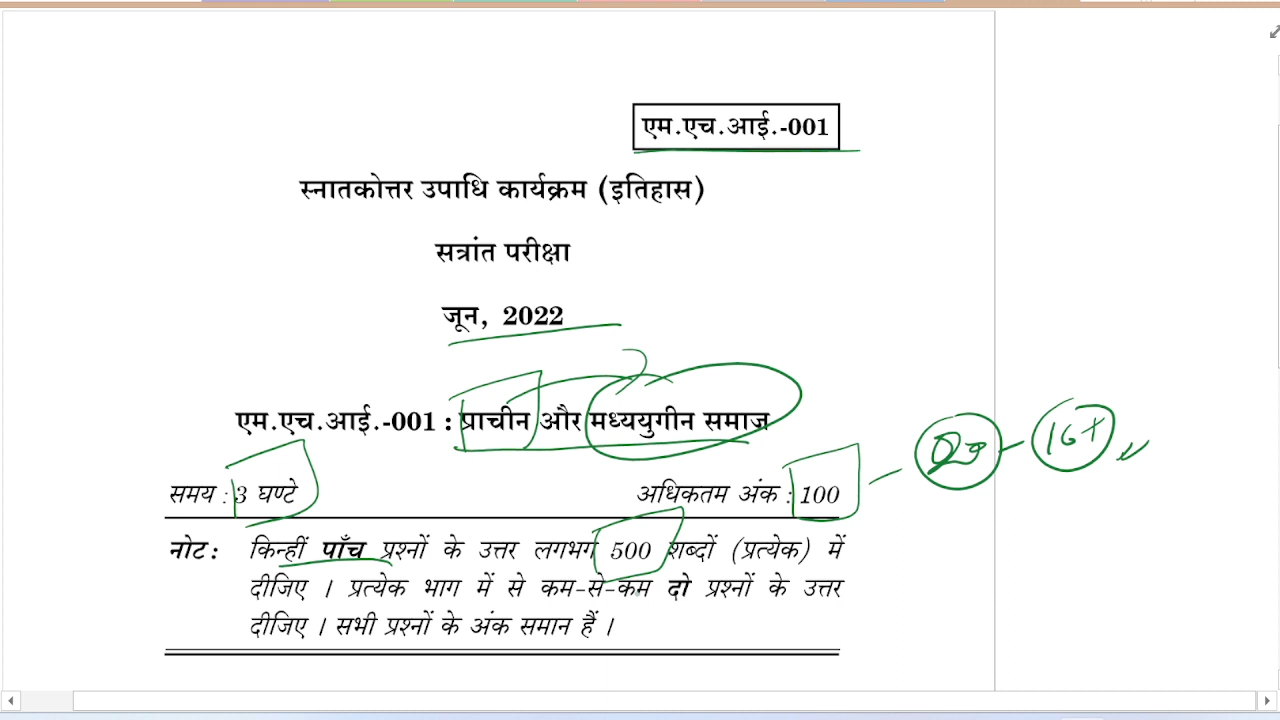 एम.एच.आई.-001
स्नातकोत्तर उपाधि कार्यक्रम (इतिहास)
सत्रांत परीक्षा
जून, 2022
एम.एच.आई.-001 : प्राचीन और मध्ययुगीन समाज
समय : 3 घण्टे अधिकतम अंक : 100
16+
नोट : किन्हीं पाँच प्रश्नों के उत्तर लगभग 500 शब्दों (प्रत्येक) में
दीजिए । प्रत्येक भाग में से कम-से-कम दो प्रश्नों के उत्तर
दीजिए । सभी प्रश्नों के अंक समान हैं ।